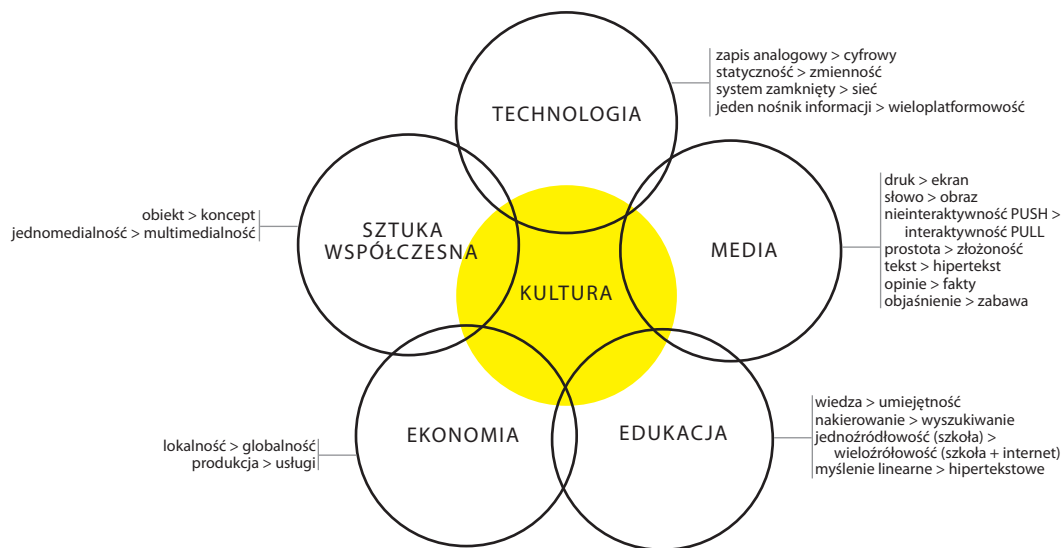 zapis analogowy > cyfrowy
statyczność > zmienność
system zamknięty > sieć
jeden nośnik informacji > wieloplatformowość
TECHNOLOGIA
druk > ekran
słowo > obraz
nieinteraktywność PUSH >
interaktywność PULL
prostota > złożoność
tekst > hipertekst
opinie > fakty
objaśnienie > zabawa
MEDIA
obiekt > koncept
jednomedialność > multimedialność
SZTUKA
WSPÓŁCZESNA
KULTURA
wiedza > umiejętność
nakierowanie > wyszukiwanie
jednoźródłowość (szkoła) >
wieloźrółowość (szkoła + internet)
myślenie linearne > hipertekstowe
EDUKACJA
EKONOMIA
lokalność > globalność
produkcja > usługi